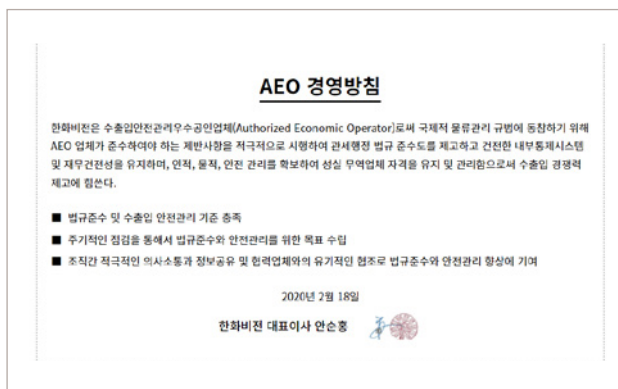 AEO 경영방침
한화비전은 수출입안전관리우수공인업체(Authorized Economic Operator)로써 국제적 물류관리 규범에 동참하기 위해
AEO 업체가 준수하여야 하는 제반사항을 적극적으로 시행하여 관세행정 법규 준수도를 제고하고 건전한 내부통제시스템
및 재무건전성을 유지하며, 인적, 물적, 안전 관리를 확보하여 성실 무역업체 자격을 유지 및 관리함으로써 수출입 경쟁력
제고에 힘쓴다.
■ 법규준수 및 수출입 안전관리 기준 충족
■ 주기적인 점검을 통해서 법규준수와 안전관리를 위한 목표 수립
■ 조직간 적극적인 의사소통과 정보공유 및 협력업체와의 유기적인 협조로 법규준수와 안전관리 향상에 기여
2020년 2월 18일
한화비전 대표이사 안순홍